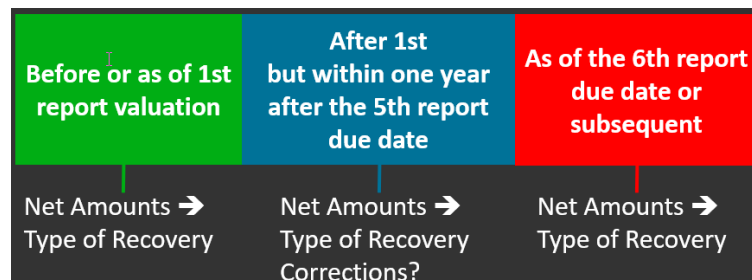 Before or as of 1st
report valuation
After 1st
but within one year
after the 5th report
due date
As of the 6th report
due date or
subsequent
Net Amounts ➔
Type of Recovery
Net Amounts ➔
Type of Recovery
Corrections?
Net Amounts ➔
Type of Recovery